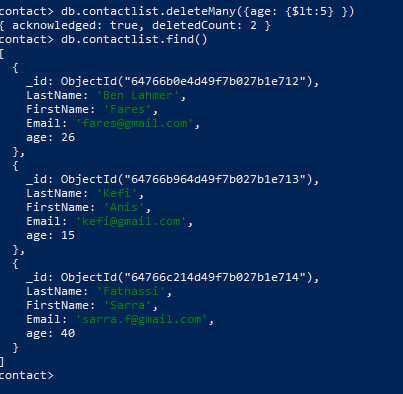 contact> db.contactlist.deleteMany({age: {$lt:5} })
{ acknowledged: true, deletedCount: 2 }
contact> db.contactlist.find()
[
  {
    _id: ObjectId("64766b0e4d49f7b027b1e712"),
    LastName: 'Ben Lahmer',
    FirstName: 'Fares',
    Email: 'fares@gmail.com',
    age: 26
  },
  {
    _id: ObjectId("64766b964d49f7b027b1e713"),
    LastName: 'Kefi',
    FirstName: 'Anis',
    Email: 'kefi@gmail.com',
    age: 15
  },
  {
    _id: ObjectId("64766c214d49f7b027b1e714"),
    LastName: 'Fatnassi',
    FirstName: 'Sarra',
    Email: 'sarra.f@gmail.com',
    age: 40
  }
]
contact>